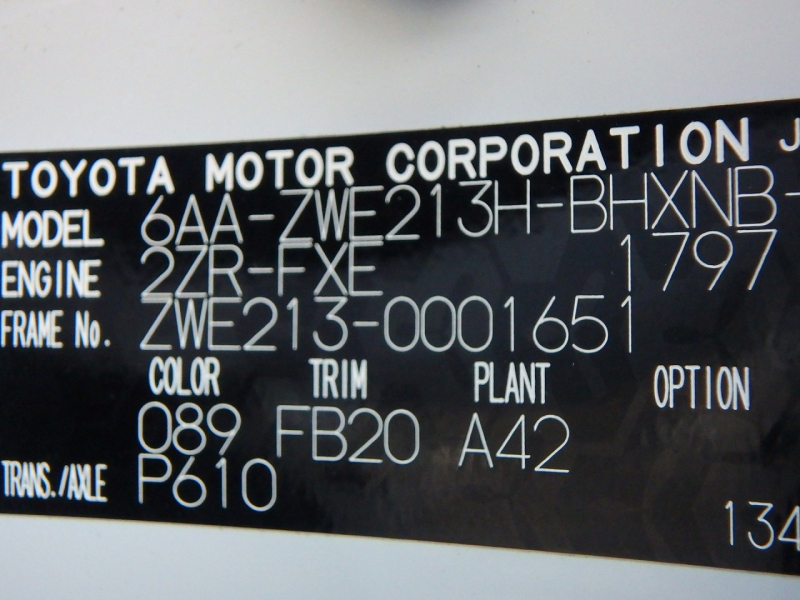 TOYOTA MOTOR CORPORATION J
MODEL 6AA-ZWE213H-BHXNB-
ENGINE 2ZR-FXE 1797
FRAME No. ZWE213-0001651
COLOR TRIM PLANT OPTION
089 FB20 A42
TRANS./AXLE P610
134